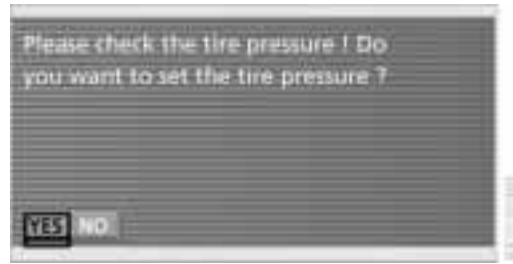 Please check the tire pressure ! Do
you want to set the tire pressure ?
YES NO